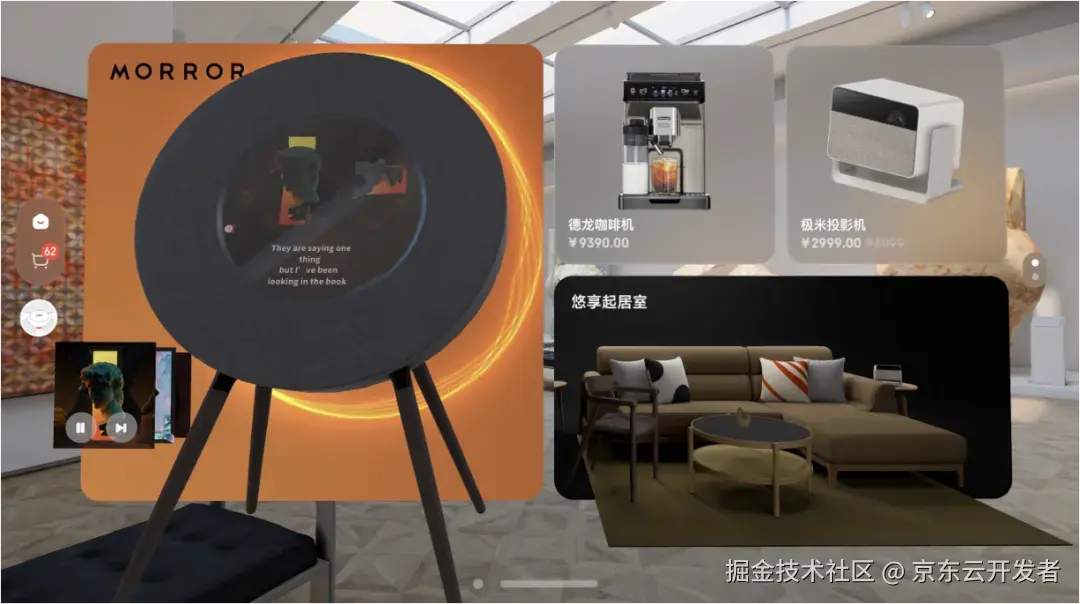 MORROR
They are saying one
thing
but I've been
looking in the book
62
德龙咖啡机
¥9390.00
极米投影机
¥2999.00
悠享起居室
掘金技术社区 @ 京东云开发者